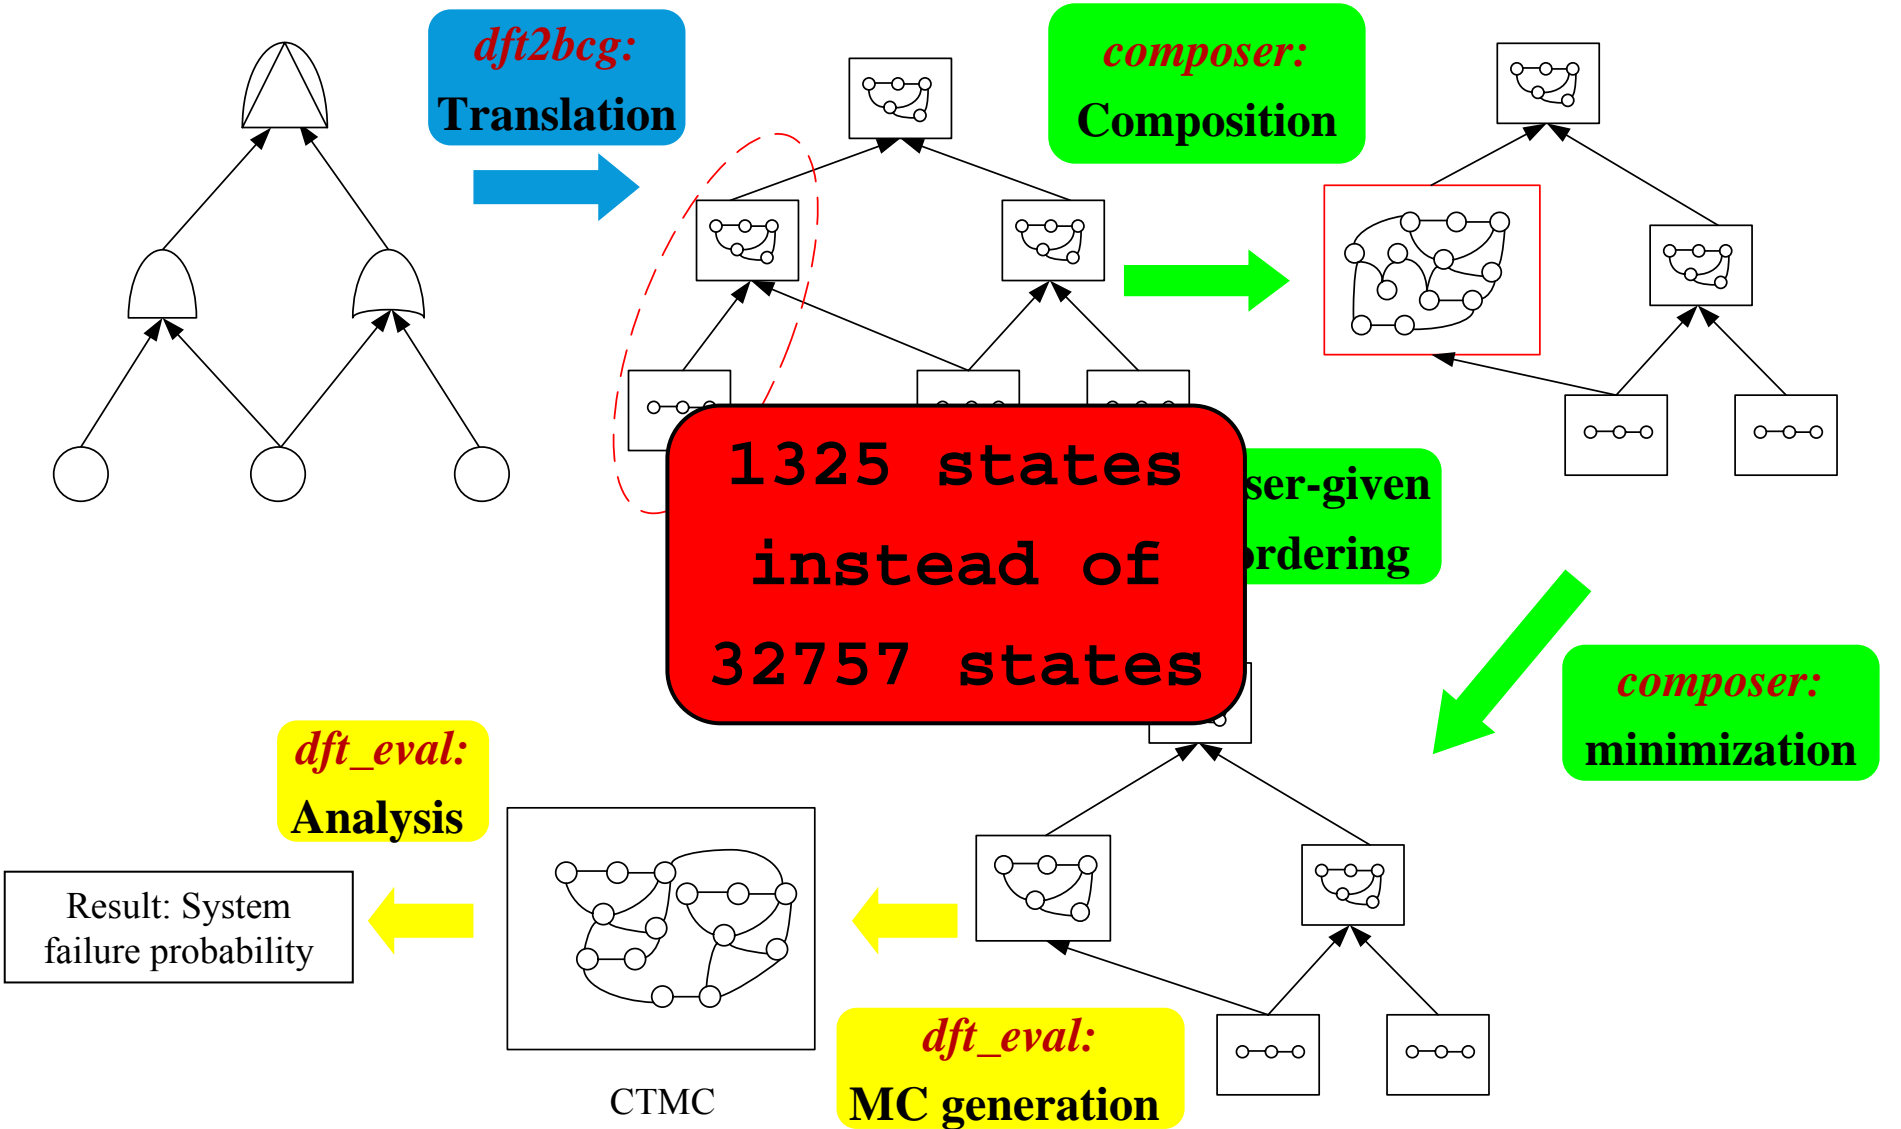 dft2bcg:
Translation
composer:
Composition
1325 states
instead of
32757 states
ser-given
rdering
composer:
minimization
dft_eval:
Analysis
Result: System
failure probability
CTMC
dft_eval:
MC generation